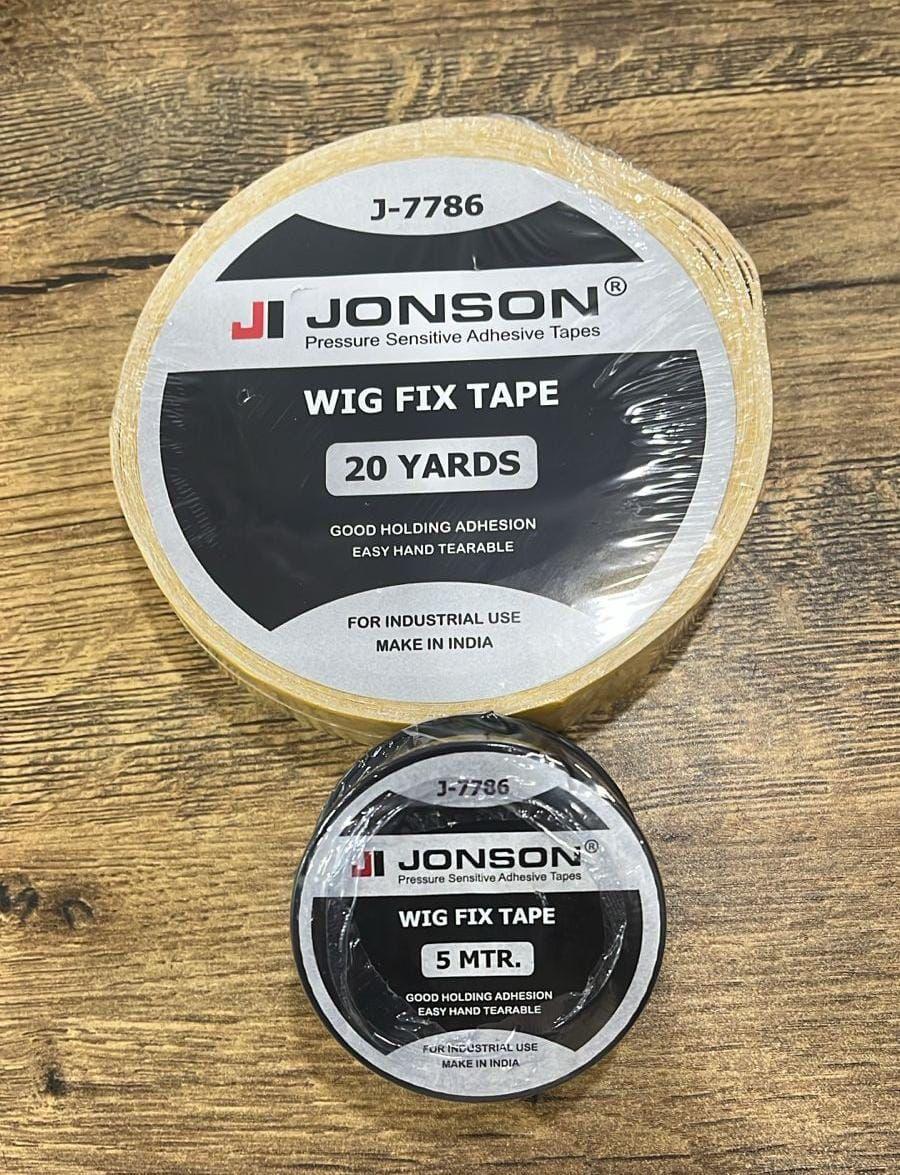 J-7786
JI JONSON®
Pressure Sensitive Adhesive Tapes
WIG FIX TAPE
20 YARDS
GOOD HOLDING ADHESION
EASY HAND TEARABLE
FOR INDUSTRIAL USE
MAKE IN INDIA
J-7786
JI JONSON®
Pressure Sensitive Adhesive Tapes
WIG FIX TAPE
5 MTR.
GOOD HOLDING ADHESION
EASY HAND TEARABLE
FOR INDUSTRIAL USE
MAKE IN INDIA